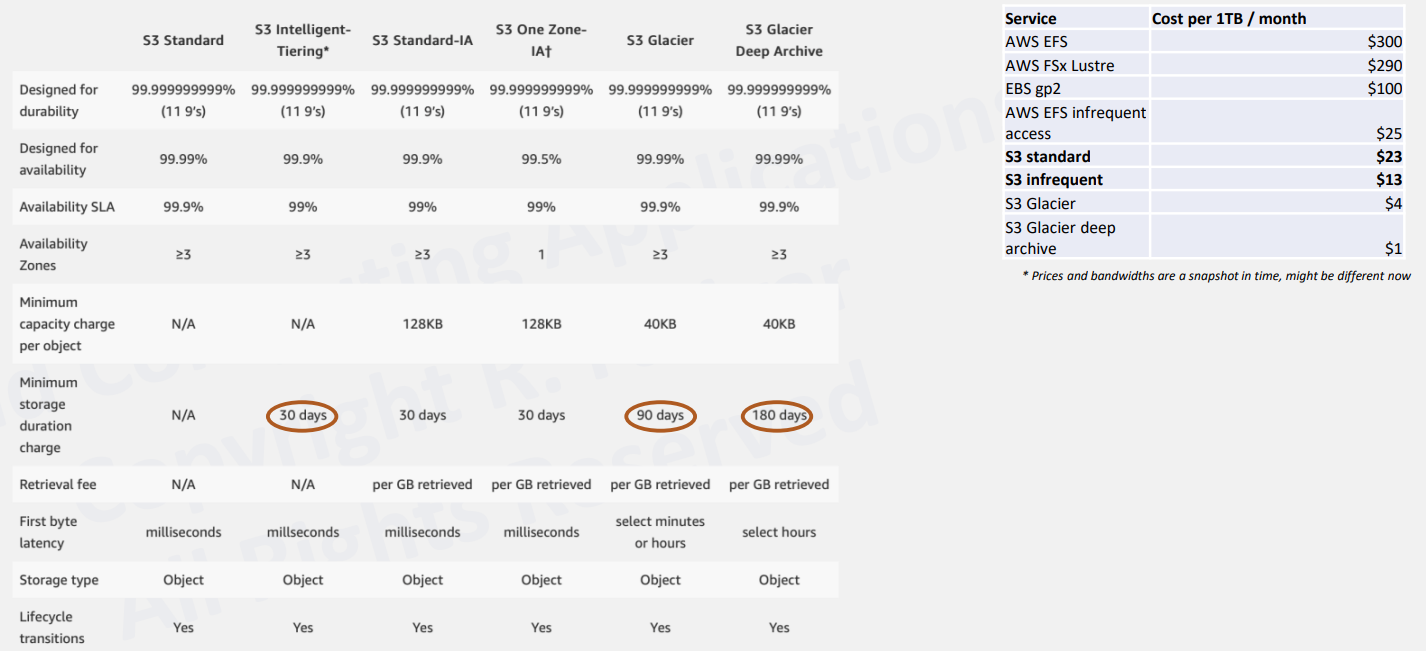 S3 Standard
S3 Intelligent-
Tiering*
S3 Standard-IA
S3 One Zone-
IA†
S3 Glacier
S3 Glacier
Deep Archive
Designed for
durability
99.999999999%
(11 9's)
99.999999999%
(11 9's)
99.999999999%
(11 9's)
99.999999999%
(11 9's)
99.999999999%
(11 9's)
99.999999999%
(11 9's)
Designed for
availability
99.99%
99.9%
99.9%
99.5%
99.99%
99.99%
Availability SLA
99.9%
99%
99%
99%
99.9%
99.9%
Availability
Zones
≥3
≥3
≥3
1
≥3
≥3
Minimum
capacity charge
per object
N/A
N/A
128KB
128KB
40KB
40KB
Minimum
storage
duration
charge
N/A
30 days
30 days
30 days
90 days
180 days
Retrieval fee
N/A
N/A
per GB retrieved
per GB retrieved
per GB retrieved
per GB retrieved
First byte
latency
milliseconds
millseconds
milliseconds
milliseconds
select minutes
or hours
select hours
Storage type
Object
Object
Object
Object
Object
Object
Lifecycle
transitions
Yes
Yes
Yes
Yes
Yes
Yes
Service Cost per 1TB / month
AWS EFS $300
AWS FSx Lustre $290
EBS gp2 $100
AWS EFS infrequent
access $25
S3 standard $23
S3 infrequent $13
S3 Glacier $4
S3 Glacier deep
archive $1
* Prices and bandwidths are a snapshot in time, might be different now
Applications
Copyright R.
All Rights Reserved